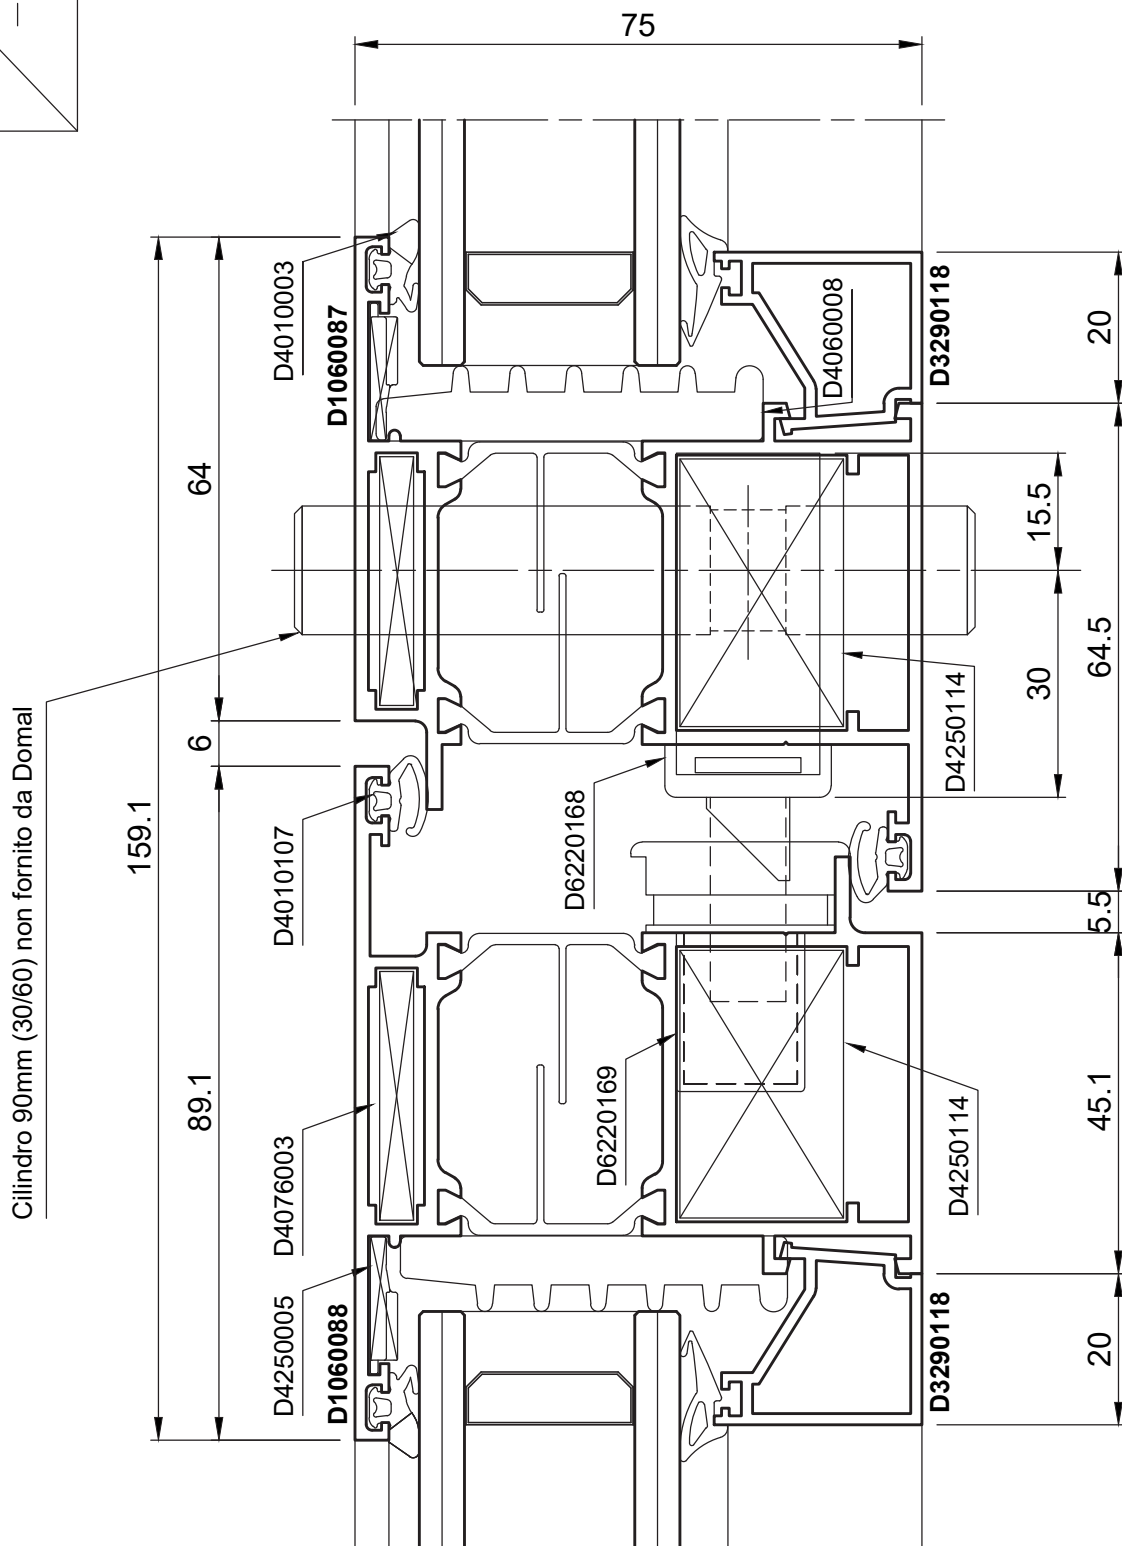 75
D4010003
D1060087
D4060008
D3290118
20
64
15.5
64.5
30
D4250114
6
159.1
Cilindro 90mm (30/60) non fornito da Domal
D6220168
D4010107
5.5
89.1
D6220169
D4076003
D4250114
45.1
D4250005
D1060088
D3290118
20